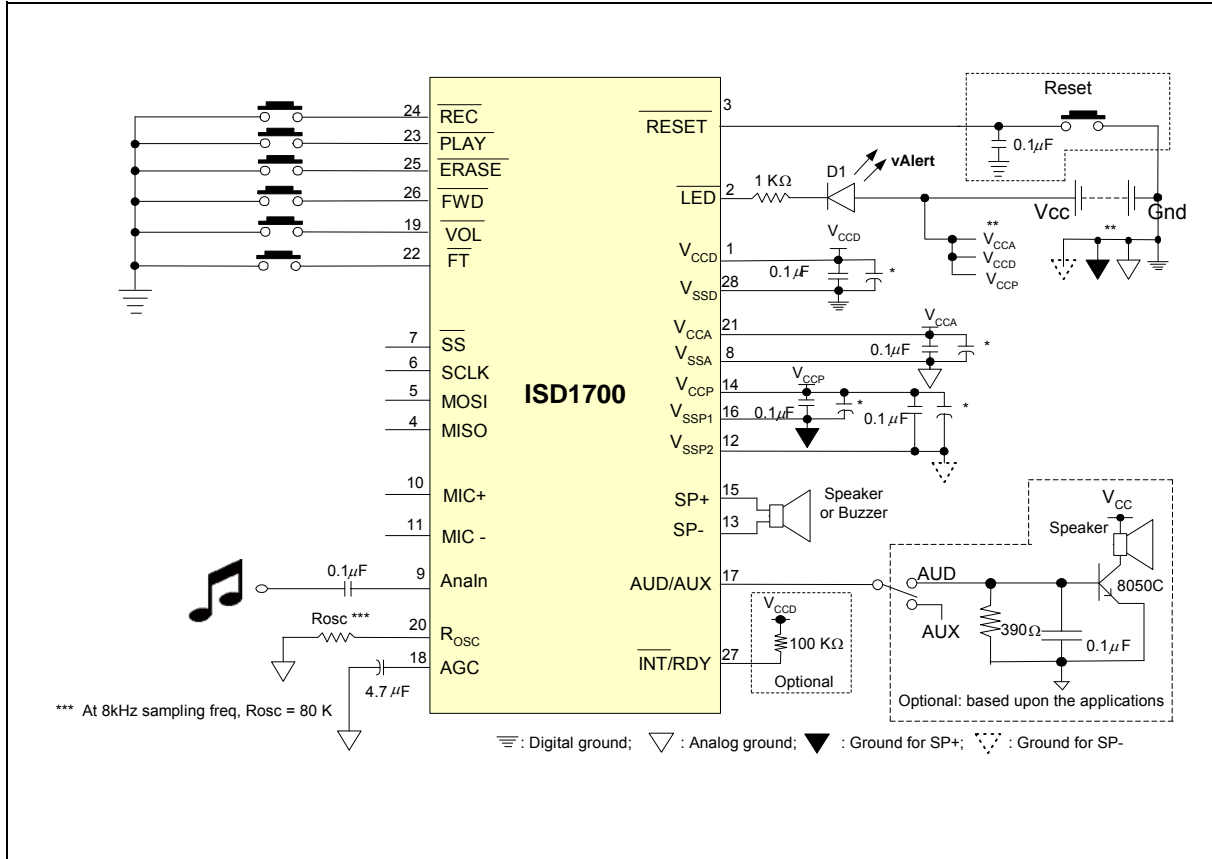 Reset
3
24
REC
RESET
0.1μF
23
PLAY
25
ERASE
vAlert
D1
1 KΩ
26
FWD
LED
2
Vcc
Gnd
19
VOL
**
**
VCCA
VCCD
VCCP
22
FT
VCCD
VCCD
1
0.1μF
*
VSSD
28
VCCA
21
VCCA
0.1μF
*
VSSA
8
7
SS
6
SCLK
ISD1700
5
MOSI
4
MISO
VCCP
14
VCCP
0.1μF
*
0.1μF
*
VSSP1
16
VSSP2
12
10
MIC+
11
MIC -
SP+
15
SP-
13
Speaker
or Buzzer
VCC
Speaker
0.1μF
9
AnaIn
AUD/AUX
17
AUD
AUX
8050C
390Ω
0.1μF
Optional: based upon the applications
Rosc ***
20
ROSC
18
AGC
4.7 μF
VCCD
100 KΩ
INT/RDY
27
Optional
*** At 8kHz sampling freq, Rosc = 80 K
: Digital ground; : Analog ground; : Ground for SP+; : Ground for SP-